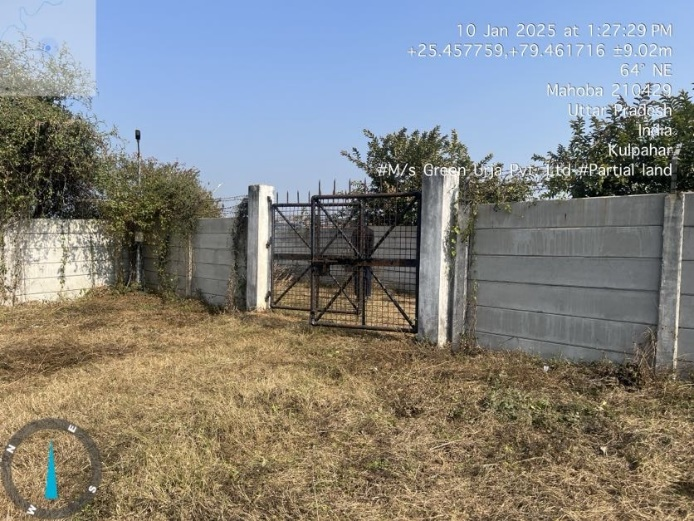 10 Jan 2025 at 1:27:29 PM
+25.457759,+79.461716 ±9.02m
64° NE
Mahoba 210429
Uttar Pradesh
India
Kulpahar
#M/s Green Urja Pvt. Ltd-#Partial land
N
E
W
S